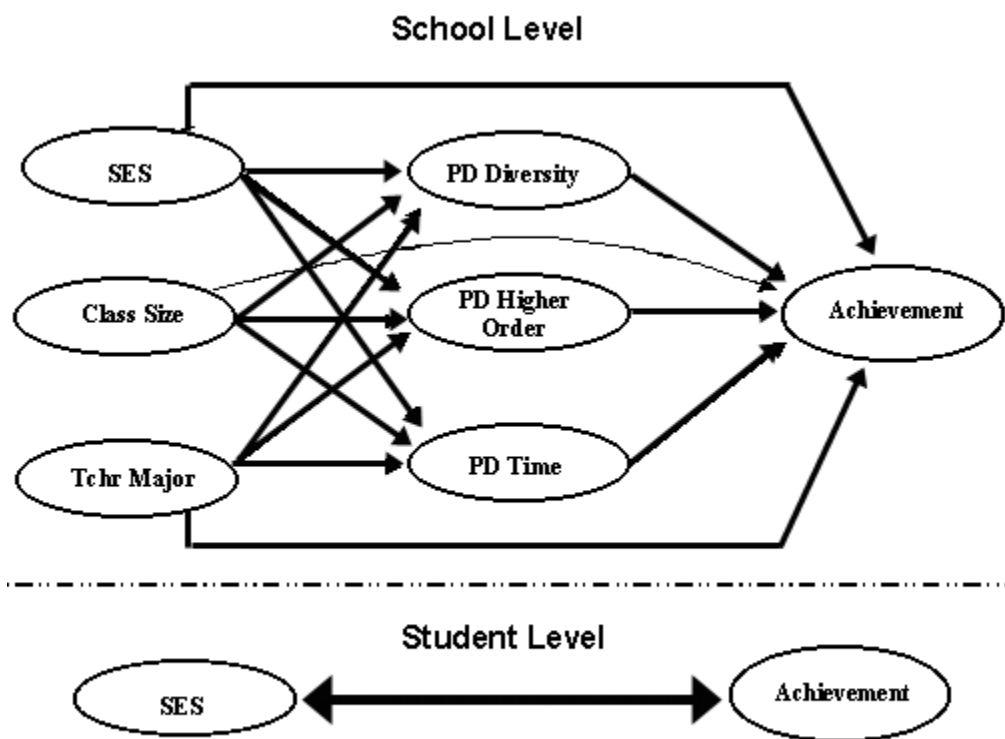 School Level
SES
PD Diversity
Class Size
PD Higher
Order
Achievement
Tchr Major
PD Time
Student Level
SES
Achievement